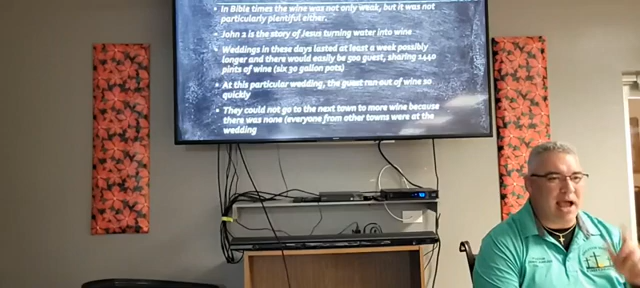 In Bible times the wine was not only weak, but it was not
particularly plentiful either.
John 2 is the story of Jesus turning water into wine
Weddings in these days lasted at least a week possibly
longer and there would easily be 500 guest, sharing 1440
pints of wine (six 30 gallon pots)
At this particular wedding, the guest ran out of wine so
quickly
They could not go to the next town to more wine because
there was none (everyone from other towns were at the
wedding